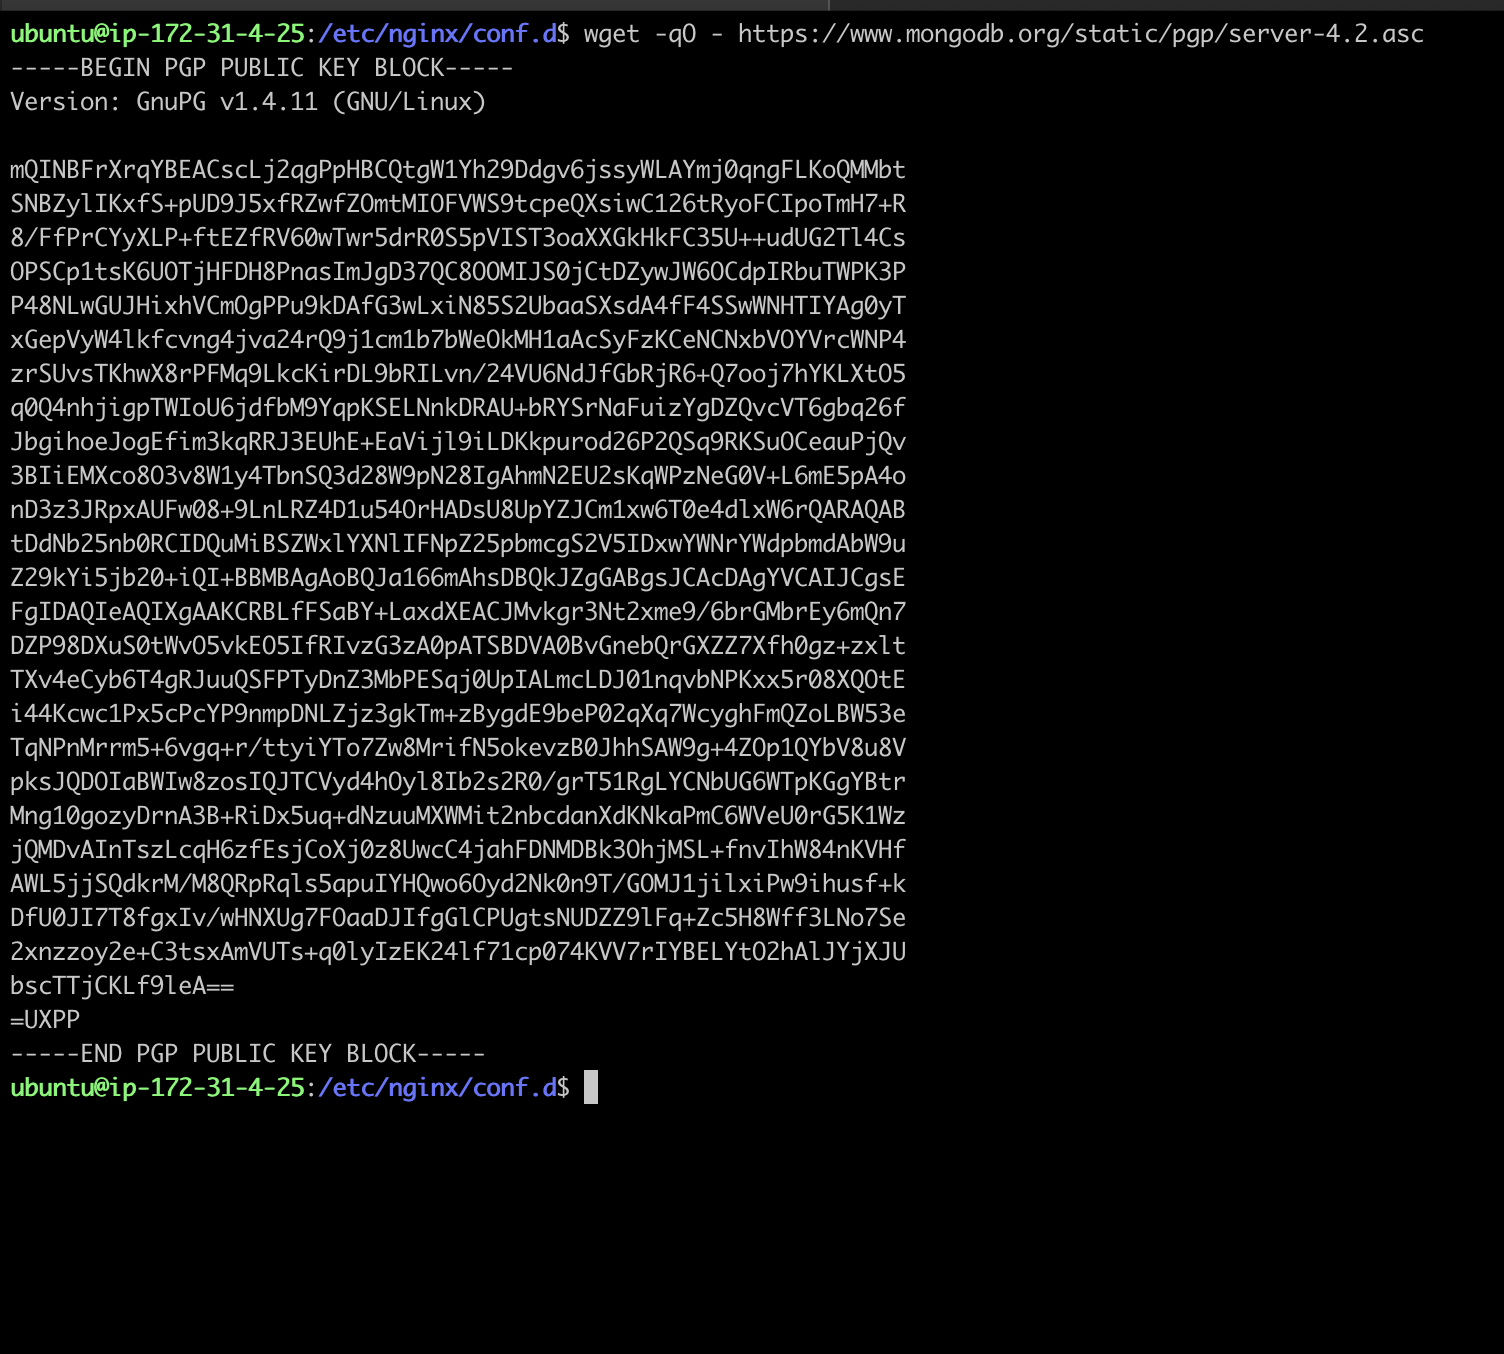 ubuntu@ip-172-31-4-25:/etc/nginx/conf.d$ wget -qO - https://www.mongodb.org/static/pgp/server-4.2.asc
-----BEGIN PGP PUBLIC KEY BLOCK-----
Version: GnuPG v1.4.11 (GNU/Linux)

mQINBFrXrqYBEACscLj2qgPpHBCQtgW1Yh29Ddgv6jssyWLAYmj0qngFLKoQMMbt
SNBZylIKxfS+pUD9J5xfRZwfZOmtMIOFVWS9tcpeQXsiwC126tRyoFCIpoTmH7+R
8/FfPrCYyXLP+ftEZfRV60wTwr5drR0S5pVIST3oaXXGkHkFC35U++udUG2Tl4Cs
OPSCp1tsK6UOTjHFDH8PnasImJgD37QC8OOMIJS0jCtDZywJW6OCdpIRbuTWPK3P
P48NLwGUJHixhVCmOgPPu9kDAfG3wLxiN85S2UbaaSXsdA4fF4SSwWNHTIYAg0yT
xGepVyW4lkfcvng4jva24rQ9j1cm1b7bWeOkMH1aAcSyFzKCeNCNxbVOYVrcWNP4
zrSUvsTKhwX8rPFMq9LkcKirDL9bRILvn/24VU6NdJfGbRjR6+Q7ooj7hYKLXtO5
q0Q4nhjigpTWIoU6jdfbM9YqpKSELNnkDRAU+bRYSrNaFuizYgDZQvcVT6gbq26f
JbgihoeJogEfim3kqRRJ3EUhE+EaVijl9iLDKkpurod26P2QSq9RKSuOCeauPjQv
3BIiEMXco8O3v8W1y4TbnSQ3d28W9pN28IgAhmN2EU2sKqWPzNeG0V+L6mE5pA4o
nD3z3JRpxAUFw08+9LnLRZ4D1u54OrHADsU8UpYZJCm1xw6T0e4dlxW6rQARAQAB
tDdNb25nb0RCIDQuMiBSZWxlYXNlIFNpZ25pbmcgS2V5IDxwYWNrYWdpbmdAbW9u
Z29kYi5jb20+iQI+BBMBAgAoBQJa166mAhsDBQkJZgGABgsJCAcDAgYVCAIJCgsE
FgIDAQIeAQIXgAAKCRBLfFSaBY+LaxdXEACJMvkgr3Nt2xme9/6brGMbrEy6mQn7
DZP98DXuS0tWvO5vkEO5IfRIvzG3zA0pATSBDVA0BvGnebQrGXZZ7Xfh0gz+zxlt
TXv4eCyb6T4gRJuuQSFPTyDnZ3MbPESqj0UpIALmcLDJ01nqvbNPKxx5r08XQOtE
i44Kcwc1Px5cPcYP9nmpDNLZjz3gkTm+zBygdE9beP02qXq7WcyghFmQZoLBW53e
TqNPnMrrm5+6vgq+r/ttyiYTo7Zw8MrifN5okevzB0JhhSAW9g+4ZOp1QYbV8u8V
pksJQDOIaBWIw8zosIQJTCVyd4hOyl8Ib2s2R0/grT51RgLYCNbUG6WTpKGgYBtr
Mng10gozyDrnA3B+RiDx5uq+dNzuuMXWMit2nbcdanXdKNkaPmC6WVeU0rG5K1Wz
jQMDvAInTszLcqH6zfEsjCoXj0z8UwcC4jahFDNMDBk3OhjMSL+fnvIhW84nKVHf
AWL5jjSQdkrM/M8QRpRqls5apuIYHQwo6Oyd2Nk0n9T/GOMJ1jilxiPw9ihusf+k
DfU0JI7T8fgxIv/wHNXUg7FOaaDJIfgGlCPUgtsNUDZZ9lFq+Zc5H8Wff3LNo7Se
2xnzzoy2e+C3tsxAmVUTs+q0lyIzEK24lf71cp074KVV7rIYBELYtO2hAlJYjXJU
bscTTjCKLf9leA==
=UXPP
-----END PGP PUBLIC KEY BLOCK-----
ubuntu@ip-172-31-4-25:/etc/nginx/conf.d$